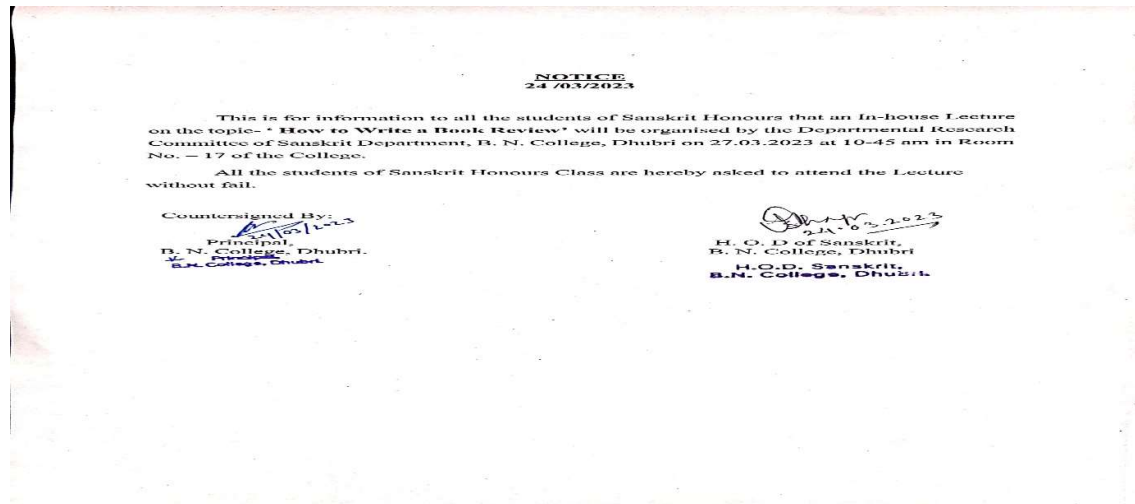 NOTICE
24 /03/2023
This is for information to all the students of Sanskrit Honours that an In-house Lecture
on the topic- ‘ How to Write a Book Review’ will be organised by the Departmental Research
Committee of Sanskrit Department, B. N. College, Dhubri on 27.03.2023 at 10-45 am in Room
No. – 17 of the College.
All the students of Sanskrit Honours Class are hereby asked to attend the Lecture
without fail.
Countersigned By:
24/03/2023
Principal,
B. N. College, Dhubri.
Principal
B.N. College, Dhubri
24.03.2023
H. O. D of Sanskrit,
B. N. College, Dhubri
H.O.D. Sanskrit,
B.N. College, Dhubri